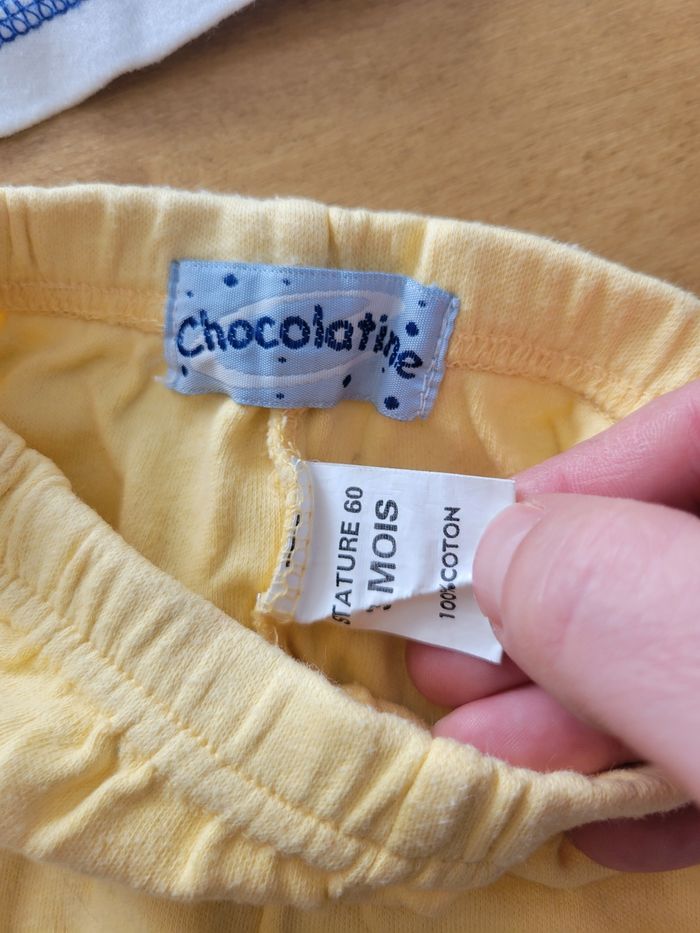 Chocolatine
STATURE 60
MOIS
100% COTON